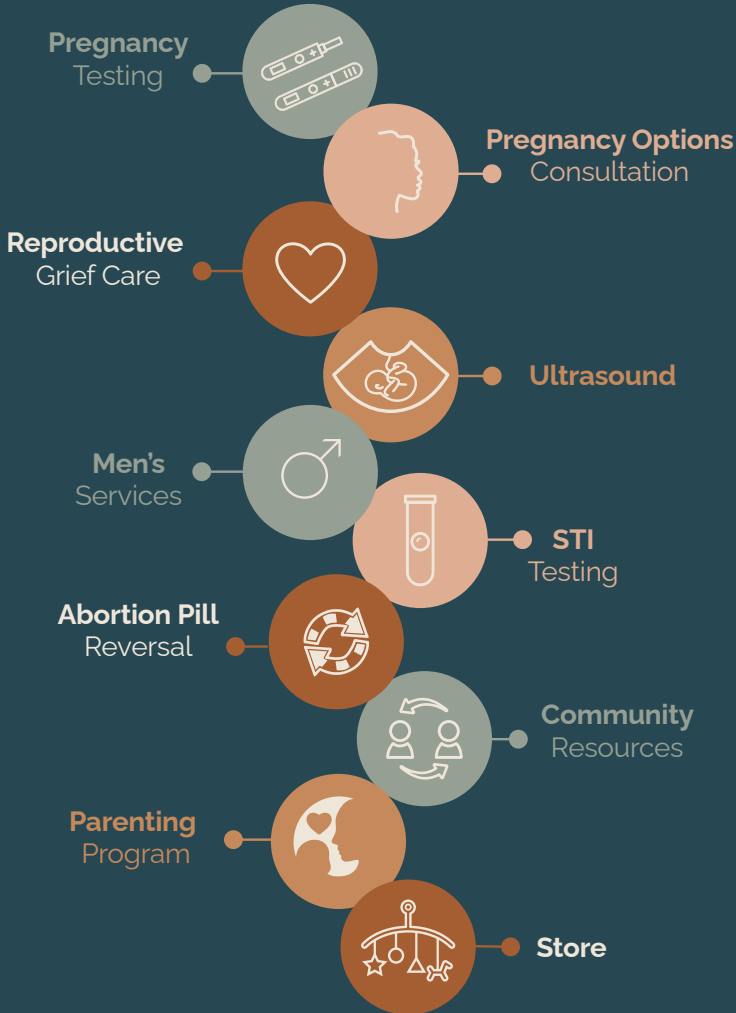 Pregnancy
Testing
Pregnancy Options
Consultation
Reproductive
Grief Care
Ultrasound
Men’s
Services
STI
Testing
Abortion Pill
Reversal
Community
Resources
Parenting
Program
Store